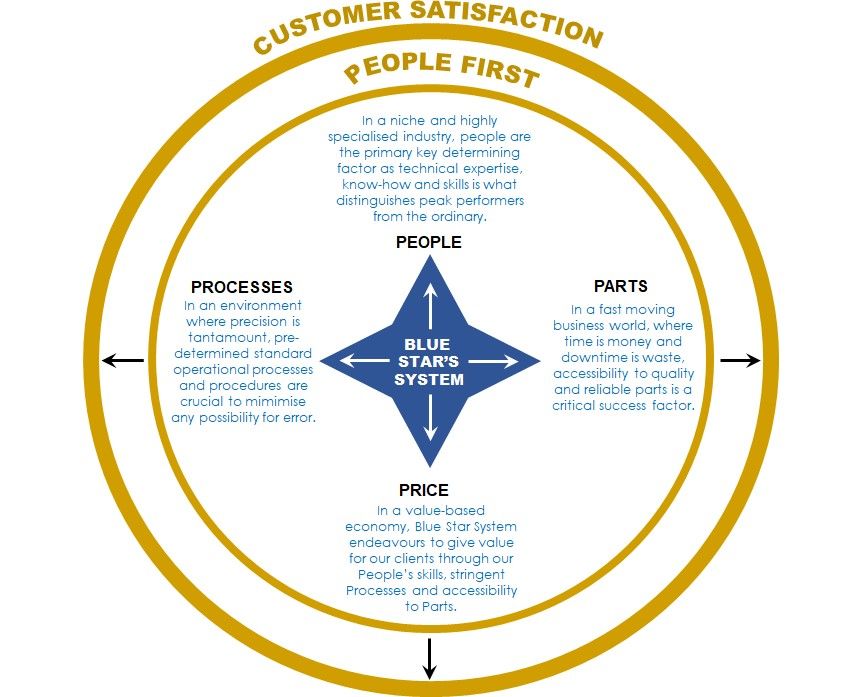 CUSTOMER SATISFACTION
PEOPLE FIRST
In a niche and highly
specialised industry, people are
the primary key determining
factor as technical expertise,
know-how and skills is what
distinguishes peak performers
from the ordinary.
PEOPLE
PROCESSES
In an environment
where precision is
tantamount, pre-
determined standard
operational processes
and procedures are
crucial to mimimise
any possibility for error.
BLUE
STAR'S
SYSTEM
PARTS
In a fast moving
business world, where
time is money and
downtime is waste,
accessibility to quality
and reliable parts is a
critical success factor.
PRICE
In a value-based
economy, Blue Star System
endeavours to give value
for our clients through our
People's skills, stringent
Processes and accessibility
to Parts.